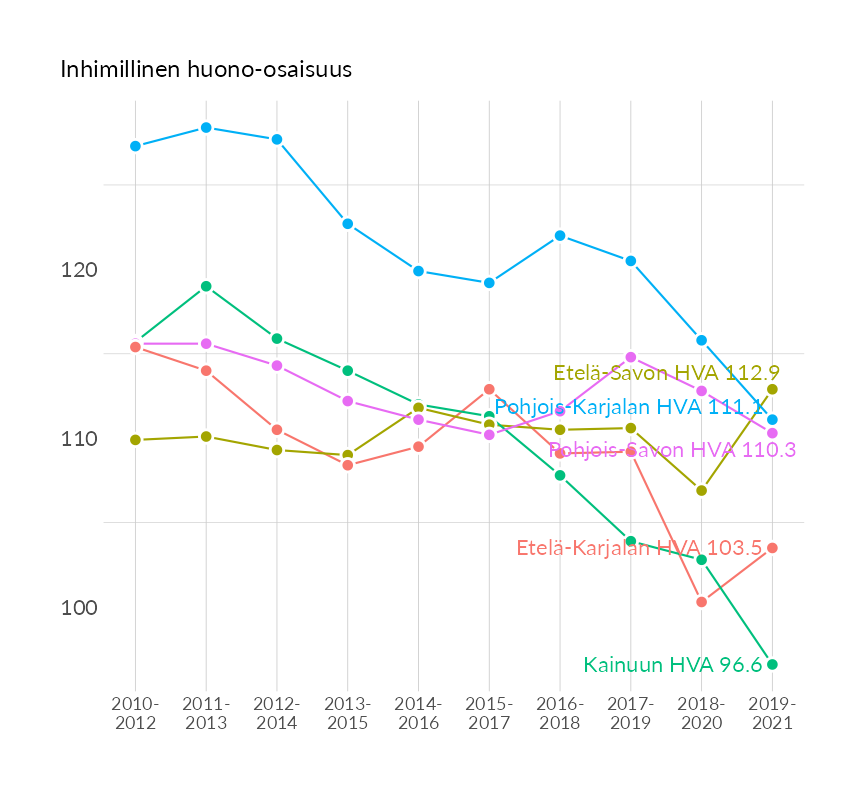 Inhimillinen huono-osaisuus
120
Etelä-Savon HVA 112.9
Pohjois-Karjalan HVA 111.1
110
Pohjois-Savon HVA 110.3
Etelä-Karjalan HVA 103.5
100
Kainuun HVA 96.6
2010- 2011- 2012- 2013- 2014- 2015- 2016- 2017- 2018- 2019-
2012 2013 2014 2015 2016 2017 2018 2019 2020 2021